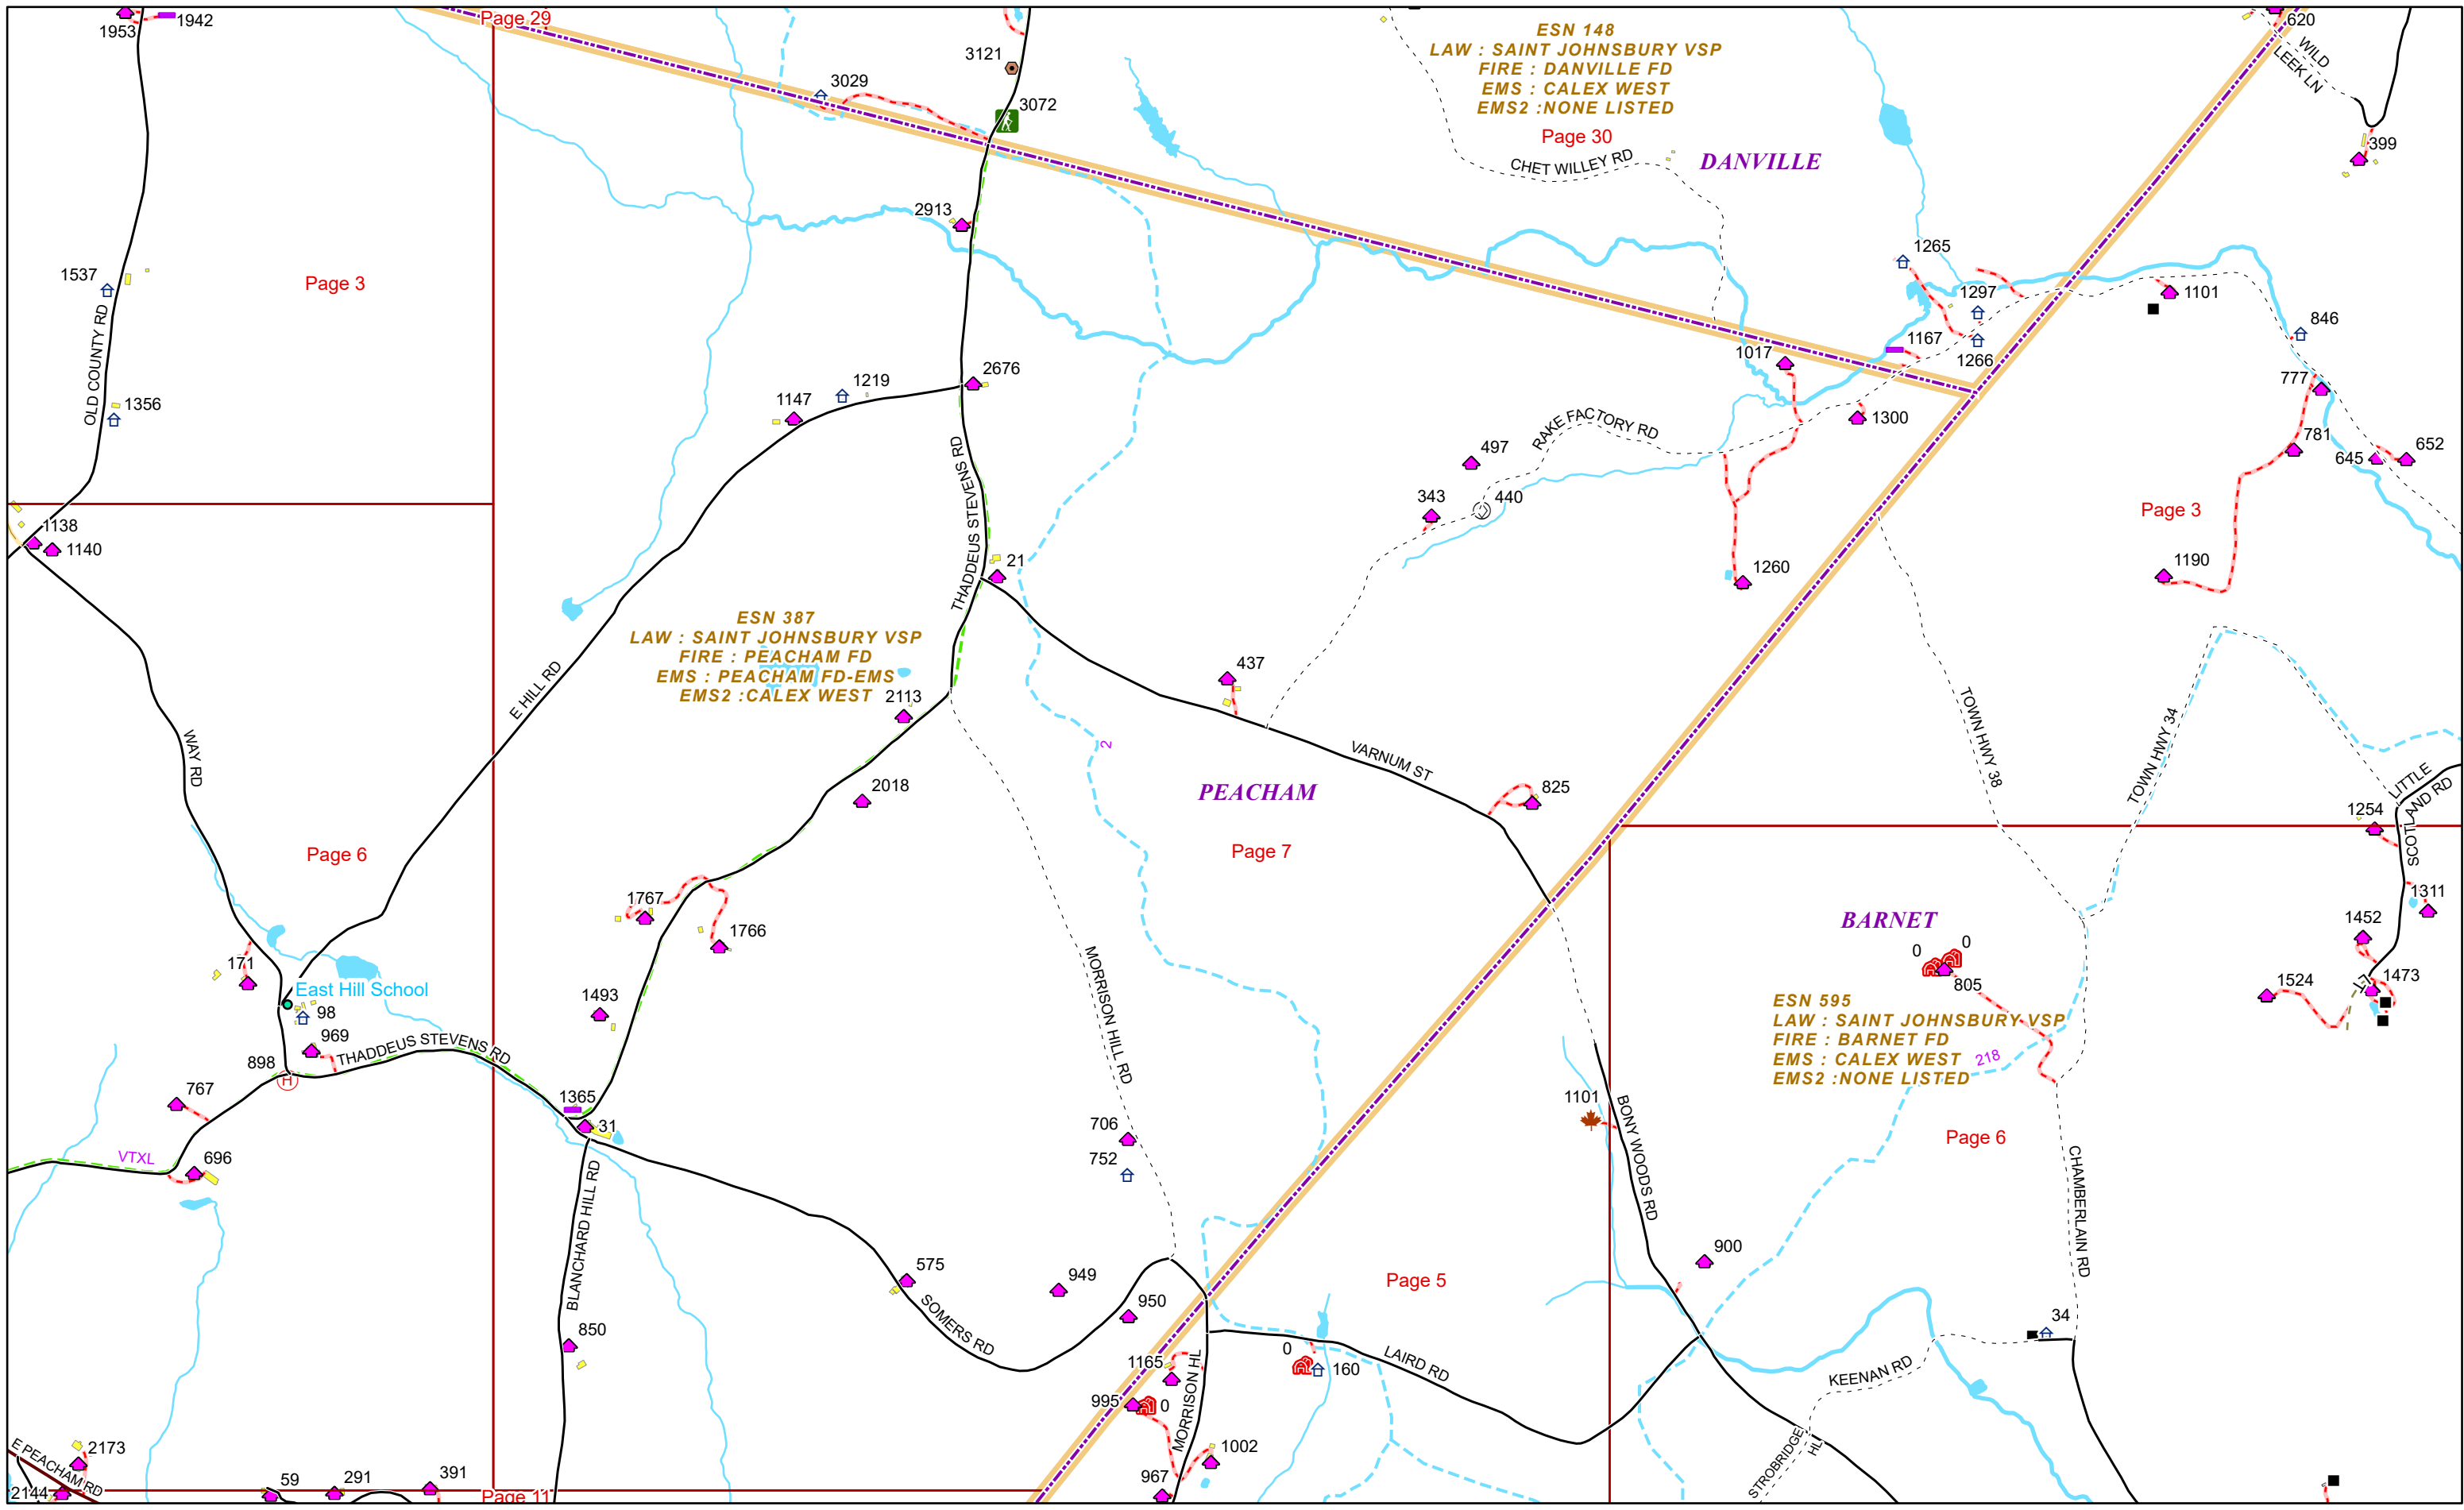 Page 29
1953
1942
3121
3029
3072
ESN 148
LAW : SAINT JOHNSBURY VSP
FIRE : DANVILLE FD
EMS : CALEX WEST
EMS2 :NONE LISTED
Page 30
CHET WILLEY RD
DANVILLE
620
WILD
LEEK LN
399
2913
1537
Page 3
OLD COUNTY RD
1356
1265
1297
1101
1167
1266
846
1017
777
2676
1219
1147
1300
RAKE FACTORY RD
781
645
652
497
343
440
THADDEUS STEVENS RD
Page 3
1138
1140
21
1260
1190
ESN 387
LAW : SAINT JOHNSBURY VSP
FIRE : PEACHAM FD
EMS : PEACHAM FD-EMS
EMS2 :CALEX WEST
E HILL RD
2113
437
WAY RD
2
VARNUM ST
TOWN HWY 38
TOWN HWY 34
PEACHAM
2018
825
LITTLE
SCOTLAND RD
1254
Page 6
Page 7
1767
1766
1311
BARNET
1452
0
0
805
171
East Hill School
98
1493
MORRISON HILL RD
1524
LT
1473
ESN 595
LAW : SAINT JOHNSBURY VSP
FIRE : BARNET FD
EMS : CALEX WEST
EMS2 :NONE LISTED
218
969
898
H
THADDEUS STEVENS RD
767
1365
31
1101
BONY WOODS RD
706
752
Page 6
VTXL
696
BLANCHARD HILL RD
CHAMBERLAIN RD
575
949
950
900
Page 5
SOMERS RD
850
34
1165
MORRISON HL
0
160
LAIRD RD
KEENAN RD
995
0
1002
967
STROBRIDGE
HL
E PEACHAM RD
2173
2144
59
291
391
Page 11